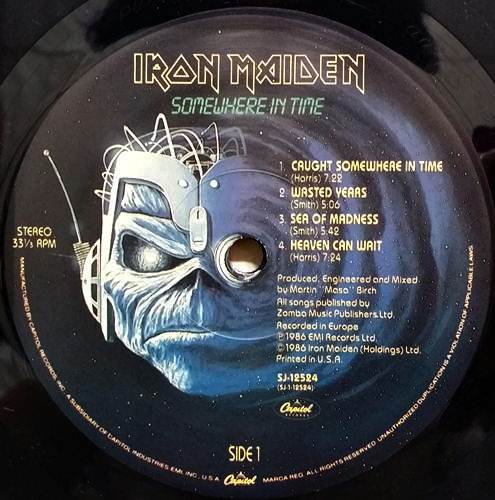 IRON MAIDEN
SOMEWHERE IN TIME
1. CAUGHT SOMEWHERE IN TIME
(Harris) 7:22
2. WASTED YEARS
(Smith) 5:06
3. SEA OF MADNESS
(Smith) 5:42
4. HEAVEN CAN WAIT
(Harris) 7:24
STEREO
33⅓ RPM
Produced, Engineered and Mixed
by Martin "Masa" Birch
All songs published by
Zomba Music Publishers Ltd.
Recorded in Europe
℗ 1986 EMI Records Ltd.
© 1986 Iron Maiden (Holdings) Ltd.
Printed in U.S.A.
SJ-12524
(SJ-1-12524)
Capitol
RECORDS
SIDE 1
MANUFACTURED BY CAPITOL RECORDS, INC., A SUBSIDIARY OF CAPITOL INDUSTRIES-EMI, INC., U.S.A. Capitol MARCA REG. ALL RIGHTS RESERVED. UNAUTHORIZED DUPLICATION IS A VIOLATION OF APPLICABLE LAWS.